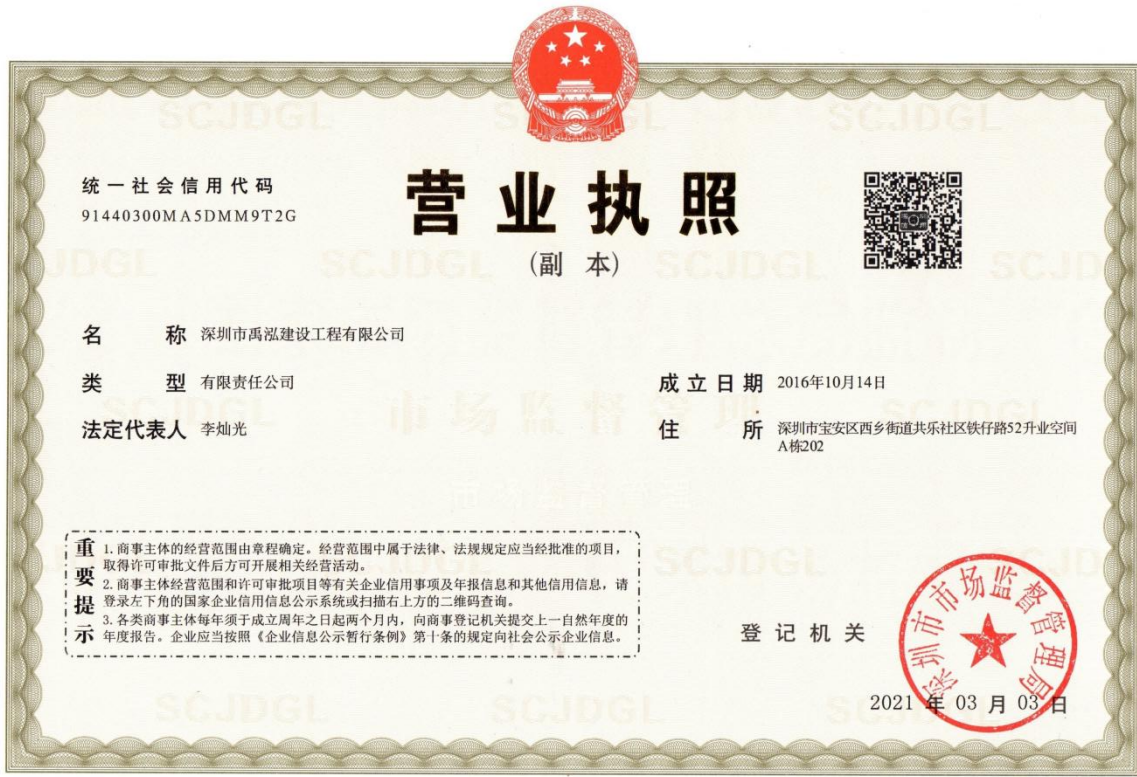 统一社会信用代码
91440300MA5DMM9T2G
营业执照
(副 本)
名 称 深圳市禹泓建设工程有限公司
类 型 有限责任公司
法定代表人 李灿光
成立日期 2016年10月14日
住 所 深圳市宝安区西乡街道共乐社区铁仔路52升业空间
A栋202
重要提示
1. 商事主体的经营范围由章程确定。经营范围中属于法律、法规规定应当经批准的项目，
取得许可审批文件后方可开展相关经营活动。
2. 商事主体经营范围和许可审批项目等有关企业信用事项及年报信息和其他信用信息，请
登录左下角的国家企业信用信息公示系统或扫描右上方的二维码查询。
3. 各类商事主体每年须于成立周年之日起两个月内，向商事登记机关提交上一自然年度的
年度报告。企业应当按照《企业信息公示暂行条例》第十条的规定向社会公示企业信息。
登记机关
深圳市市场监督管理局
2021 年 03 月 03 日
SCJDGL
市场监督管理